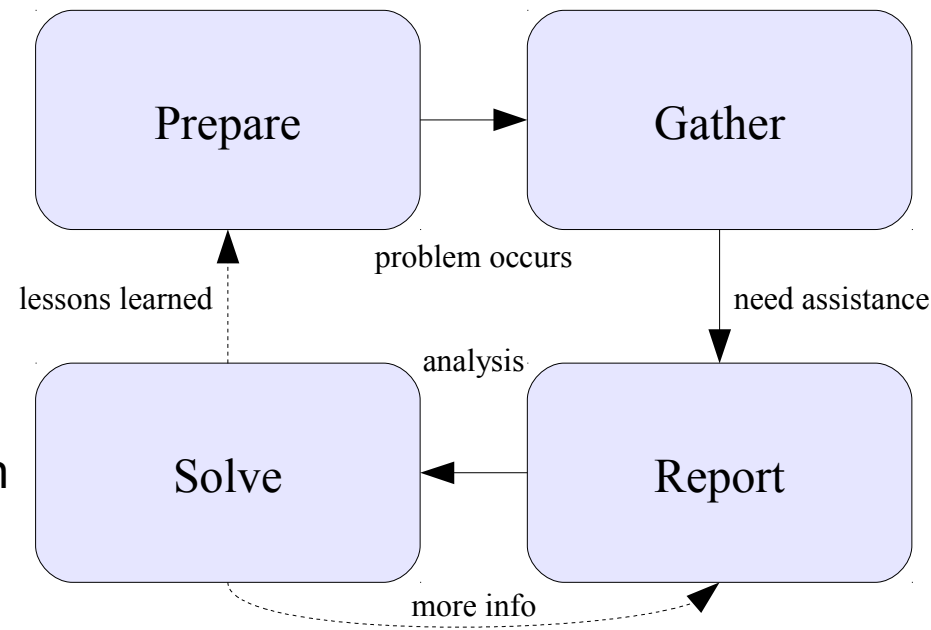 Prepare
Gather
problem occurs
lessons learned
need assistance
analysis
n
Solve
Report
more info